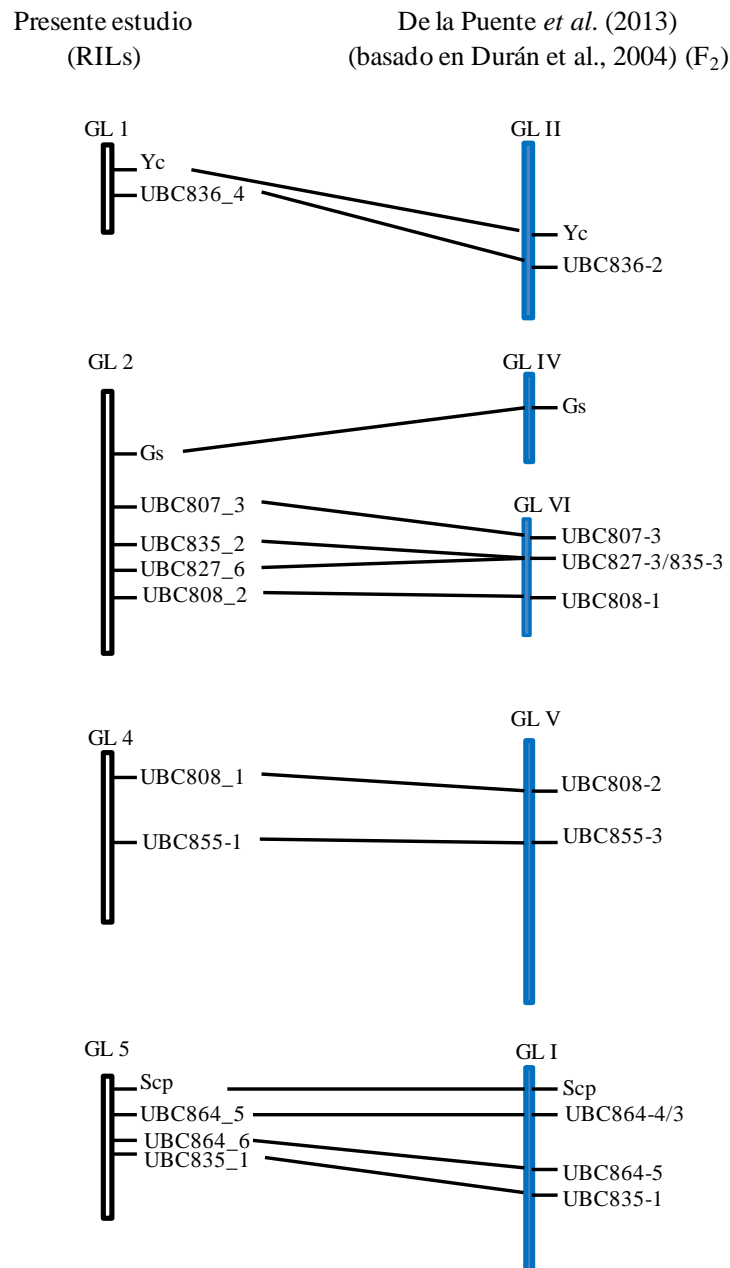 Presente estudio
(RILs)
De la Puente et al. (2013)
(basado en Durán et al., 2004) (F2)
GL 1
Yc
UBC836_4
GL II
Yc
UBC836-2
GL 2
Gs
UBC807_3
UBC835_2
UBC827_6
UBC808_2
GL IV
Gs
GL VI
UBC807-3
UBC827-3/835-3
UBC808-1
GL 4
UBC808_1
UBC855-1
GL V
UBC808-2
UBC855-3
GL 5
Scp
UBC864_5
UBC864_6
UBC835_1
GL I
Scp
UBC864-4/3
UBC864-5
UBC835-1